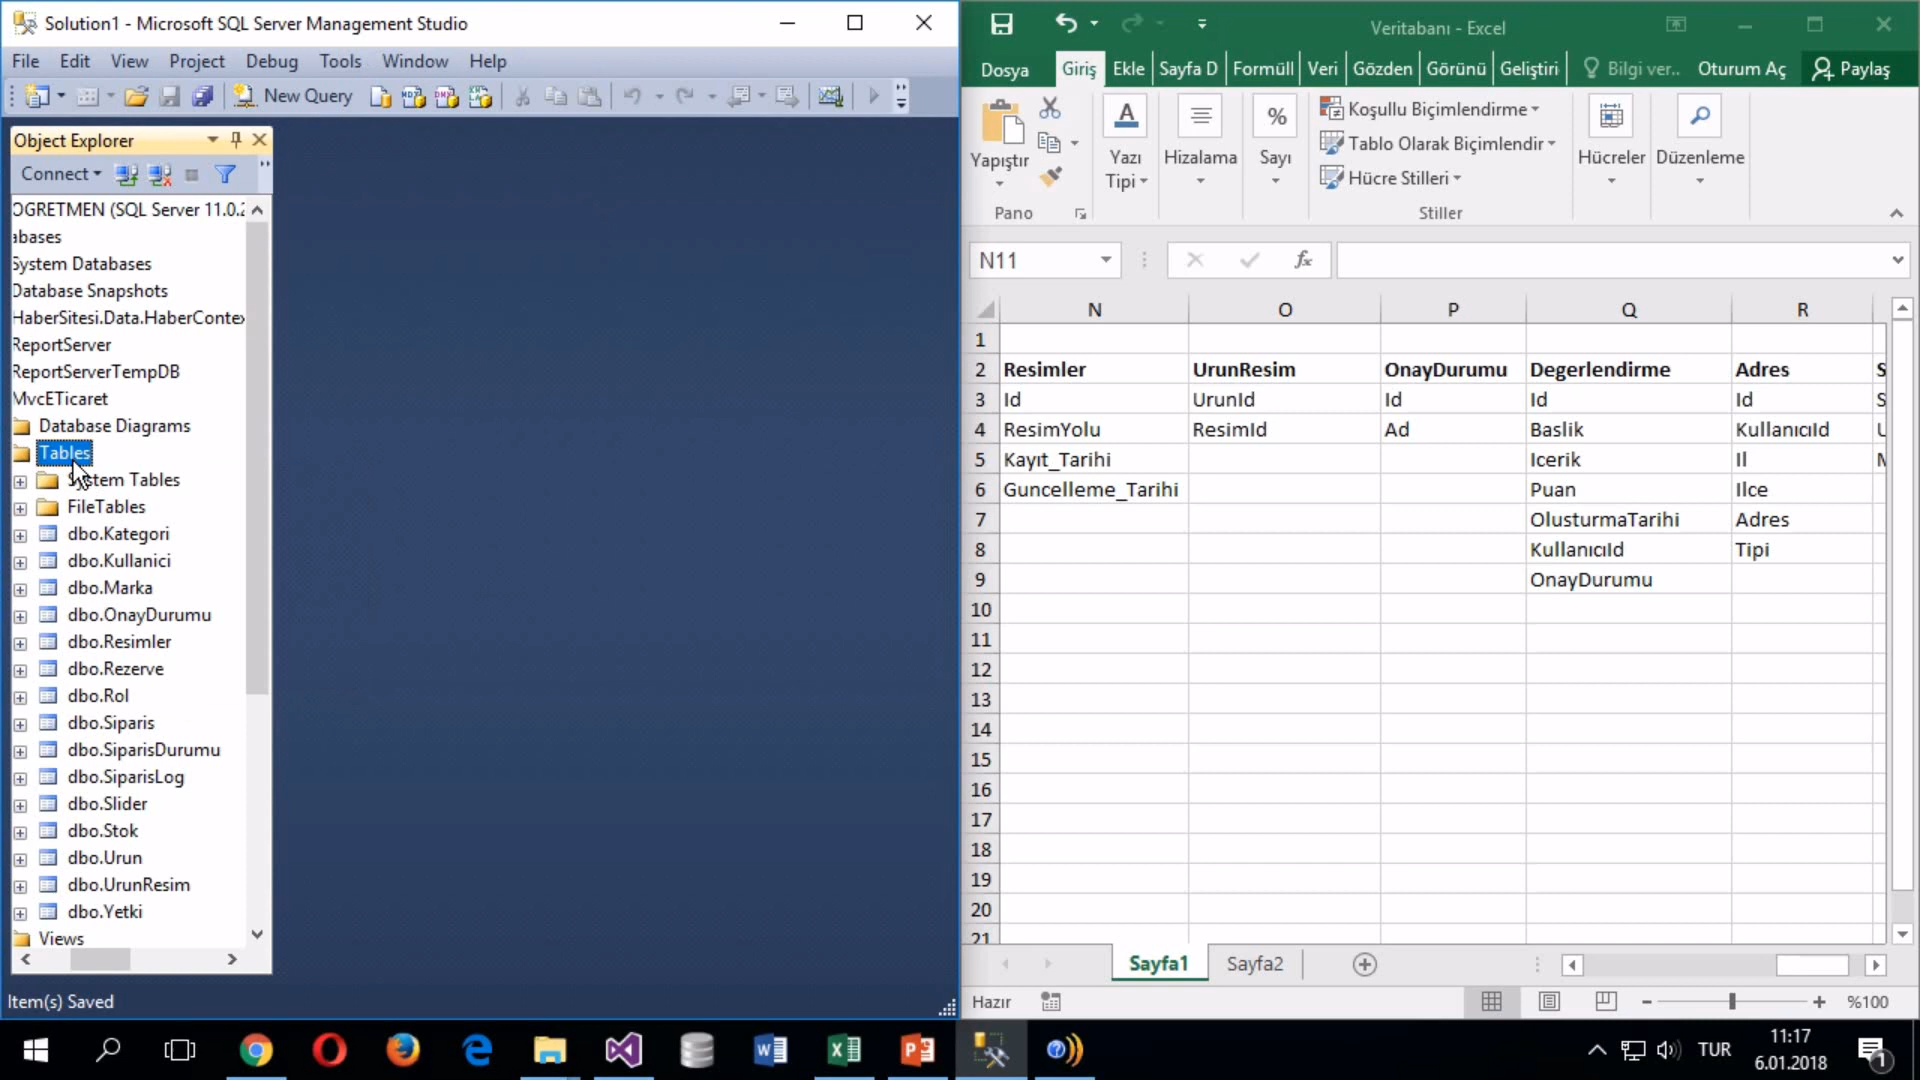 Solution1 - Microsoft SQL Server Management Studio
File Edit View Project Debug Tools Window Help
New Query
Object Explorer
Connect
OGRETMEN (SQL Server 11.0.2
abases
System Databases
Database Snapshots
HaberSitesi.Data.HaberContex
ReportServer
ReportServerTempDB
MvcETicaret
Database Diagrams
Tables
System Tables
FileTables
dbo.Kategori
dbo.Kullanici
dbo.Marka
dbo.OnayDurumu
dbo.Resimler
dbo.Rezerve
dbo.Rol
dbo.Siparis
dbo.SiparisDurumu
dbo.SiparisLog
dbo.Slider
dbo.Stok
dbo.Urun
dbo.UrunResim
dbo.Yetki
Views
Item(s) Saved
Veritabanı - Excel
Dosya Giriş Ekle Sayfa D Formüll Veri Gözden Görünü Geliştiri Bilgi ver.. Oturum Aç Paylaş
Yapıştır
Pano
Yazı Tipi
Hizalama
Sayı
%
Koşullu Biçimlendirme
Tablo Olarak Biçimlendir
Hücre Stilleri
Stiller
Hücreler
Düzenleme
N11 fx
N O P Q R
1
2 Resimler UrunResim OnayDurumu Degerlendirme Adres S
3 Id UrunId Id Id Id S
4 ResimYolu ResimId Ad Baslik KullanıcıId U
5 Kayıt_Tarihi Icerik Il M
6 Guncelleme_Tarihi Puan Ilce
7 OlusturmaTarihi Adres
8 KullanıcıId Tipi
9 OnayDurumu
10
11
12
13
14
15
16
17
18
19
20
21
Sayfa1 Sayfa2
Hazır %100
TUR
11:17
6.01.2018
1